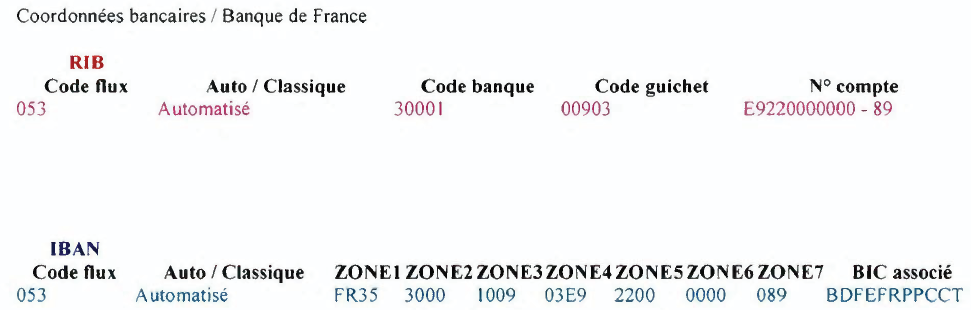 Coordonnées bancaires / Banque de France
RIB
Code flux Auto / Classique Code banque Code guichet N° compte
053 Automatisé 30001 00903 E9220000000 - 89
IBAN
Code flux Auto / Classique ZONE1 ZONE2 ZONE3 ZONE4 ZONE5 ZONE6 ZONE7 BIC associé
053 Automatisé FR35 3000 1009 03E9 2200 0000 089 BDFEFRPPCCT